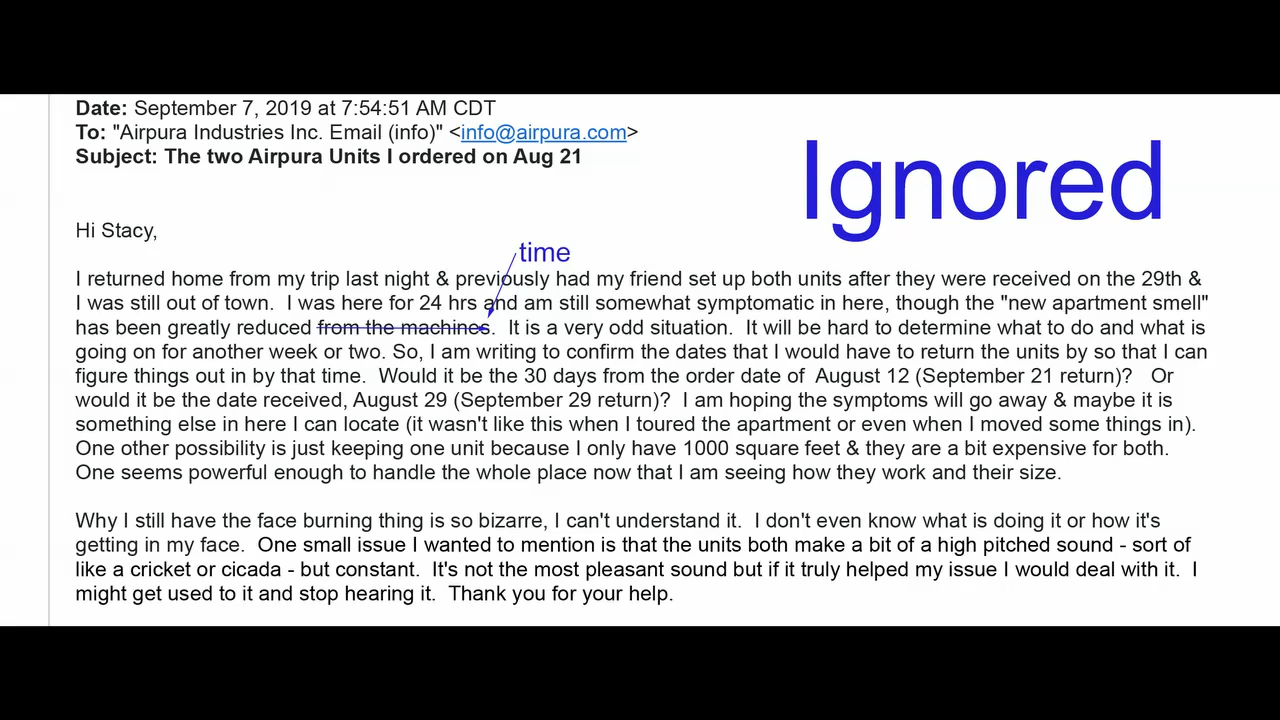 Date: September 7, 2019 at 7:54:51 AM CDT
To: "Airpura Industries Inc. Email (info)" <info@airpura.com>
Subject: The two Airpura Units I ordered on Aug 21
Ignored
Hi Stacy,
time
I returned home from my trip last night & previously had my friend set up both units after they were received on the 29th &
I was still out of town.  I was here for 24 hrs and am still somewhat symptomatic in here, though the "new apartment smell"
has been greatly reduced from the machines.  It is a very odd situation.  It will be hard to determine what to do and what is
going on for another week or two. So, I am writing to confirm the dates that I would have to return the units by so that I can
figure things out in by that time.  Would it be the 30 days from the order date of  August 12 (September 21 return)?   Or
would it be the date received, August 29 (September 29 return)?  I am hoping the symptoms will go away & maybe it is
something else in here I can locate (it wasn't like this when I toured the apartment or even when I moved some things in).
One other possibility is just keeping one unit because I only have 1000 square feet & they are a bit expensive for both.
One seems powerful enough to handle the whole place now that I am seeing how they work and their size.
Why I still have the face burning thing is so bizarre, I can't understand it.  I don't even know what is doing it or how it's
getting in my face.  One small issue I wanted to mention is that the units both make a bit of a high pitched sound - sort of
like a cricket or cicada - but constant.  It's not the most pleasant sound but if it truly helped my issue I would deal with it.  I
might get used to it and stop hearing it.  Thank you for your help.